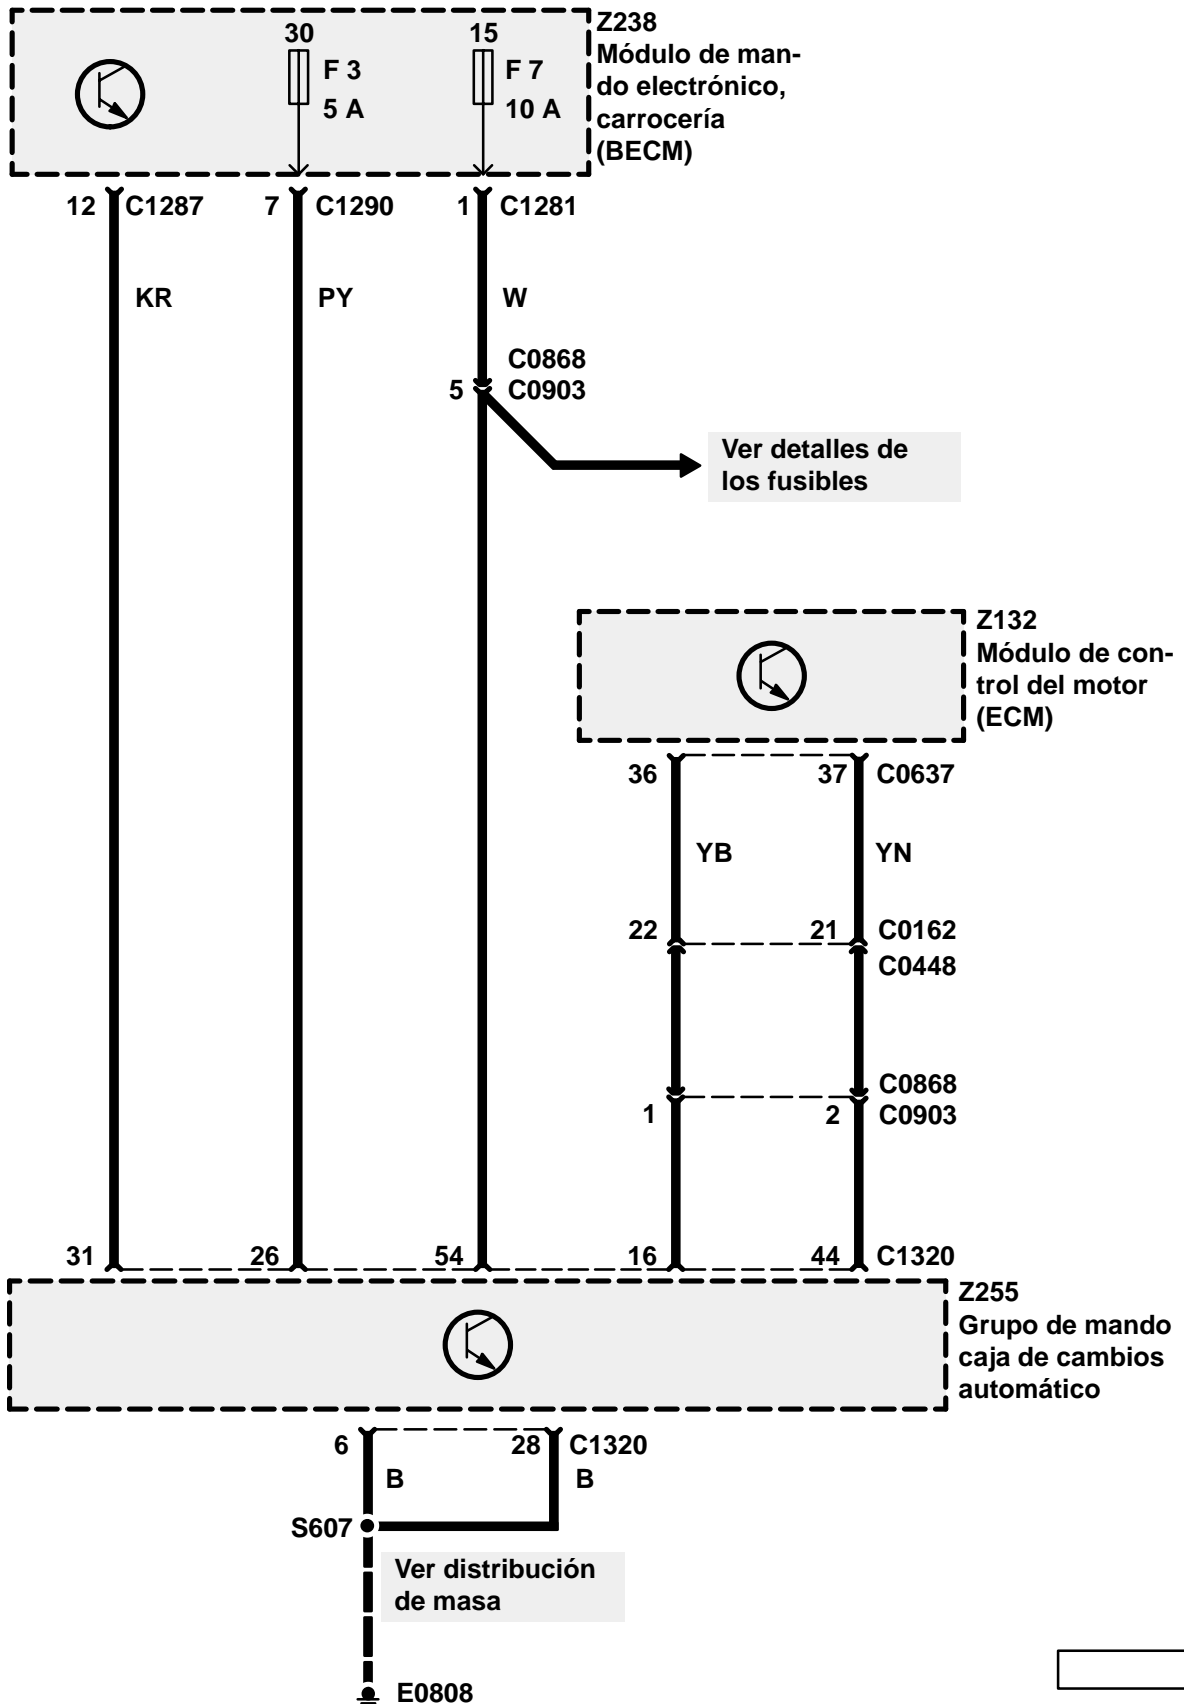 Z238
Módulo de man-
do electrónico,
carrocería
(BECM)
30
F 3
5 A
15
F 7
10 A
12 C1287
7 C1290
1 C1281
KR
PY
W
C0868
5 C0903
Ver detalles de
los fusibles
Z132
Módulo de con-
trol del motor
(ECM)
36
37 C0637
YB
YN
22
21 C0162
C0448
C0868
1
2 C0903
31
26
54
16
44 C1320
Z255
Grupo de mando
caja de cambios
automático
6
28 C1320
B
B
S607
Ver distribución
de masa
E0808